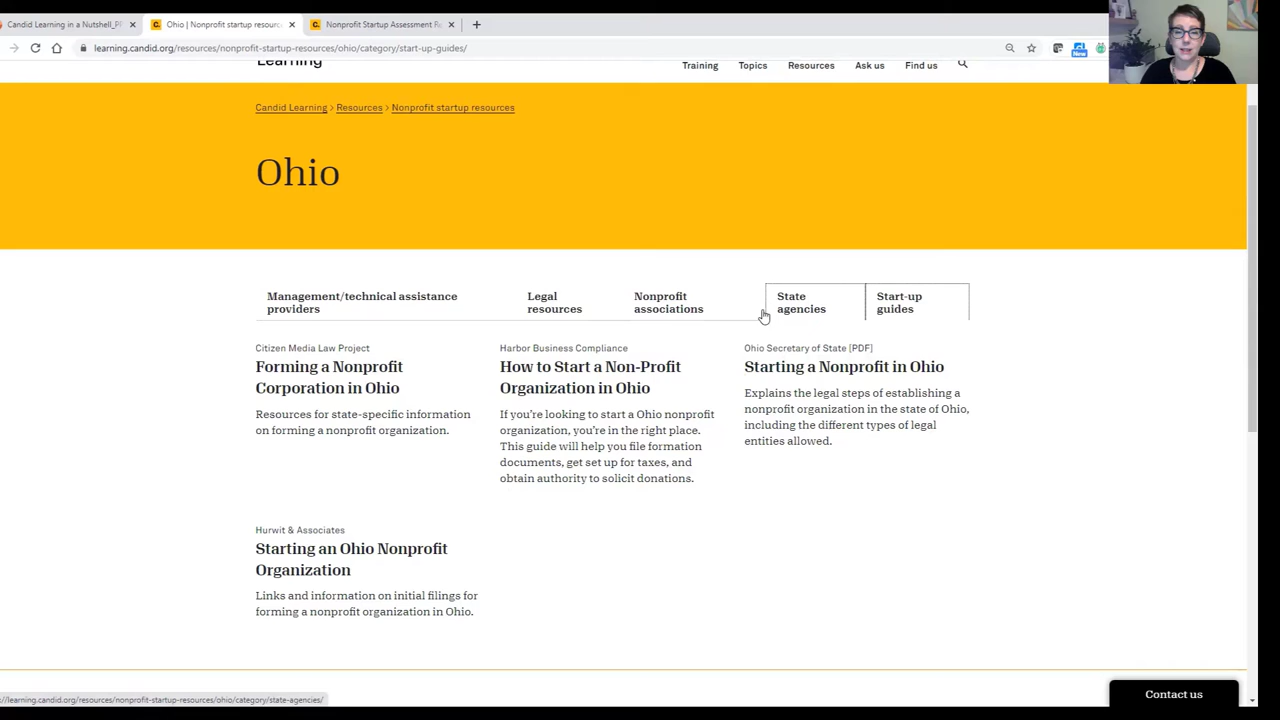 Candid Learning in a Nutshell_P
Ohio | Nonprofit startup resourc
Nonprofit Startup Assessment R
learning.candid.org/resources/nonprofit-startup-resources/ohio/category/start-up-guides/
New
Learning
Training
Topics
Resources
Ask us
Find us
Candid Learning > Resources > Nonprofit startup resources
Ohio
Management/technical assistance
providers
Legal
resources
Nonprofit
associations
State
agencies
Start-up
guides
Citizen Media Law Project
Forming a Nonprofit
Corporation in Ohio
Resources for state-specific information
on forming a nonprofit organization.
Harbor Business Compliance
How to Start a Non-Profit
Organization in Ohio
If you're looking to start a Ohio nonprofit
organization, you're in the right place.
This guide will help you file formation
documents, get set up for taxes, and
obtain authority to solicit donations.
Ohio Secretary of State [PDF]
Starting a Nonprofit in Ohio
Explains the legal steps of establishing a
nonprofit organization in the state of Ohio,
including the different types of legal
entities allowed.
Hurwit & Associates
Starting an Ohio Nonprofit
Organization
Links and information on initial filings for
forming a nonprofit organization in Ohio.
Contact us
://learning.candid.org/resources/nonprofit-startup-resources/ohio/category/state-agencies/